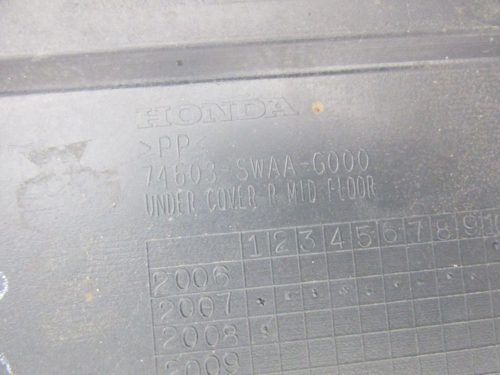 HONDA
>PP<
74603-SWAA-G000
UNDER COVER R MID FLOOR
1 2 3 4 5 6 7 8 9 1
2006
2007
2008
2009